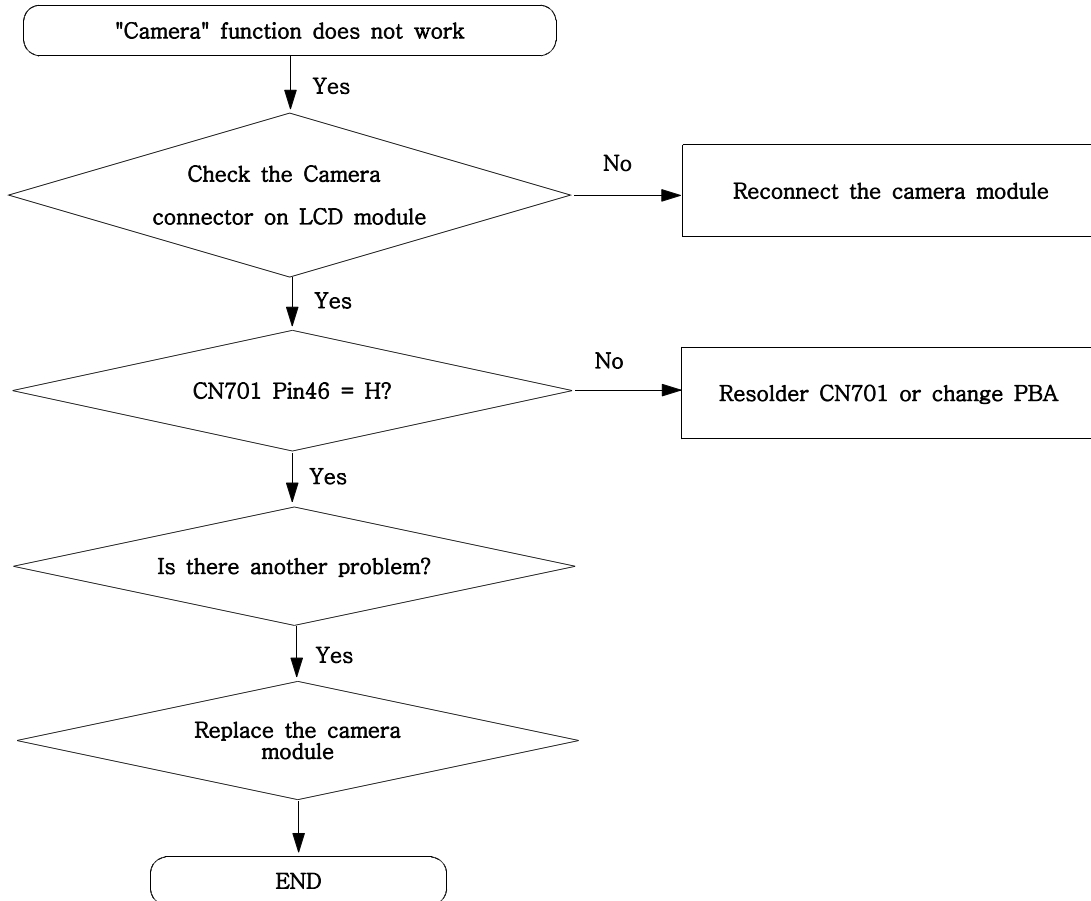 "Camera" function does not work
Yes
Check the Camera
connector on LCD module
No
Reconnect the camera module
Yes
CN701 Pin46 = H?
No
Resolder CN701 or change PBA
Yes
Is there another problem?
Yes
Replace the camera
module
END